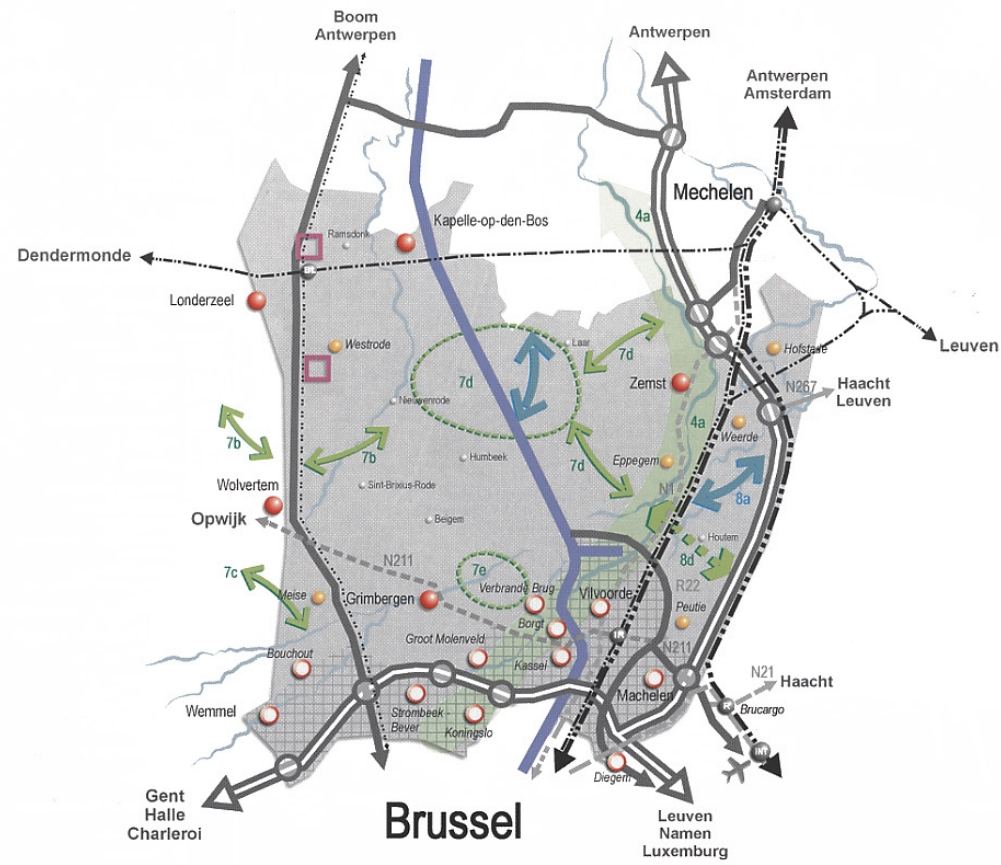 Boom
Antwerpen
Antwerpen
Antwerpen
Amsterdam
Mechelen
4a
Kapelle-op-den-Bos
Ramsdonk
Dendermonde
Londerzeel
Laar
7d
7d
Westrode
Hofstade
Leuven
Zemst
N267
Haacht
Leuven
Nieuwenrode
4a
Weerde
7b
7b
Humbeek
7d
Eppegem
8a
Wolvertem
Sint-Brixius-Rode
N1
Opwijk
Beigem
Houtem
N211
7e
8d
7c
Verbrande Brug
Vilvoorde
R22
Meise
Grimbergen
Peutie
Borgt
IR
Groot Molenveld
N211
Bouchout
Kassel
Machelen
N21
Haacht
Wemmel
Strombeek
Bever
Koningslo
R
Brucargo
INT
Diegem
Gent
Halle
Charleroi
Brussel
Leuven
Namen
Luxemburg